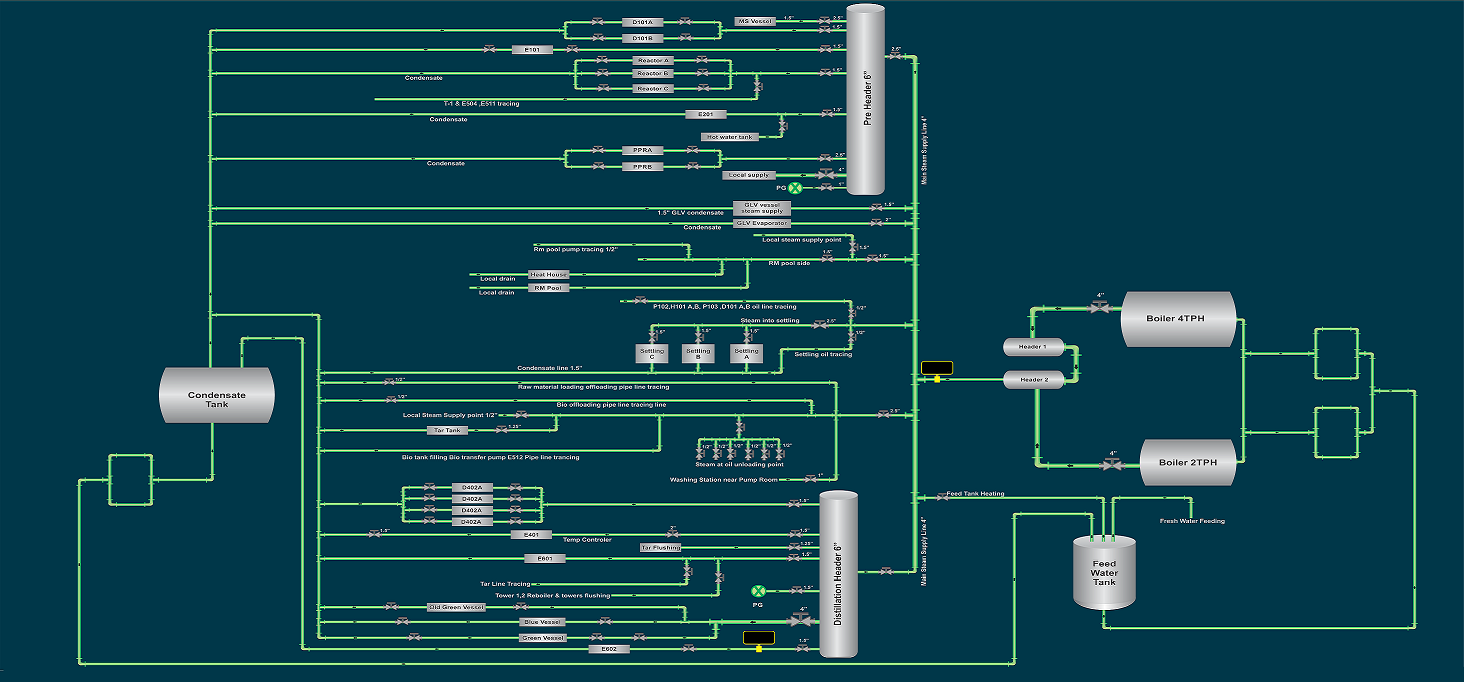 D101A
MS Vessel
1.5"
2.5"
1.5"
D101B
E101
1.5"
2.5"
Reactor A
Condensate
Reactor B
1.5"
Reactor C
Pre Header 6"
T-1 & E504 ,E511 tracing
Condensate
E201
1.5"
Hot water tank
Main Steam Supply Line 4"
PPRA
2.5"
Condensate
PPRB
Local supply
4"
PG
1"
1.5" GLV condensate
GLV vessel
steam supply
1.5"
Condensate
GLV Evaporator
2"
Local steam supply point
Rm pool pump tracing 1/2"
1.5"
1.5"
1.5"
RM pool side
Heat House
Local drain
RM Pool
Local drain
P102,H101 A,B, P103 ,D101 A,B oil line tracing
1/2"
Steam into settling
2.5"
1.5"
1.5"
1.5"
1/2"
Settling
C
Settling
B
Settling
A
Settling oil tracing
4"
Boiler 4TPH
Header 1
Header 2
Condensate line 1.5"
1/2"
Raw material loading offloading pipe line tracing
1/2"
Bio offloading pipe line tracing line
Condensate
Tank
Local Steam Supply point 1/2"
2.5"
Tar Tank
1.25"
Bio tank filling Bio transfer pump E512 Pipe line trancing
1/2"
1/2"
1/2"
1/2"
1/2"
1/2"
Steam at oil unloading point
4"
Boiler 2TPH
Washing Station near Pump Room
1"
D402A
D402A
D402A
D402A
1.5"
Feed Tank Heating
Fresh Water Feeding
1.5"
E401
2"
1.5"
Temp Controler
Tar Flushing
1.25"
E601
1.5"
Main Steam Supply Line 4"
Distillation Header 6"
Feed
Water
Tank
Tar Line Tracing
Tower 1,2 Reboiler & towers flushing
1.5"
PG
Old Green Vessel
4"
Blue Vessel
Green Vessel
E602
1.5"